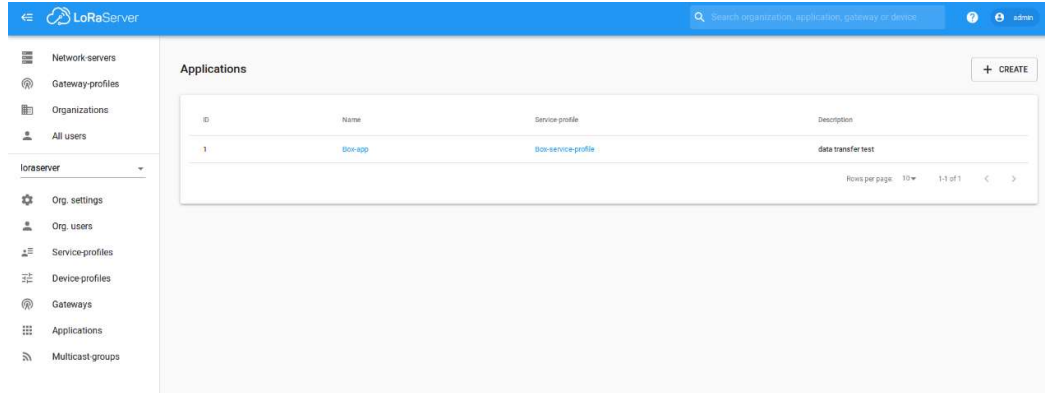 LoRaServer
Search organization, application, gateway or device
? admin
Network-servers
Gateway-profiles
Organizations
All users
loraserver
Org. settings
Org. users
Service-profiles
Device-profiles
Gateways
Applications
Multicast-groups
Applications
+ CREATE
ID Name Service-profile Description
1 Box-app Box-service-profile data transfer test
Rows per page: 10 1-1 of 1 < >